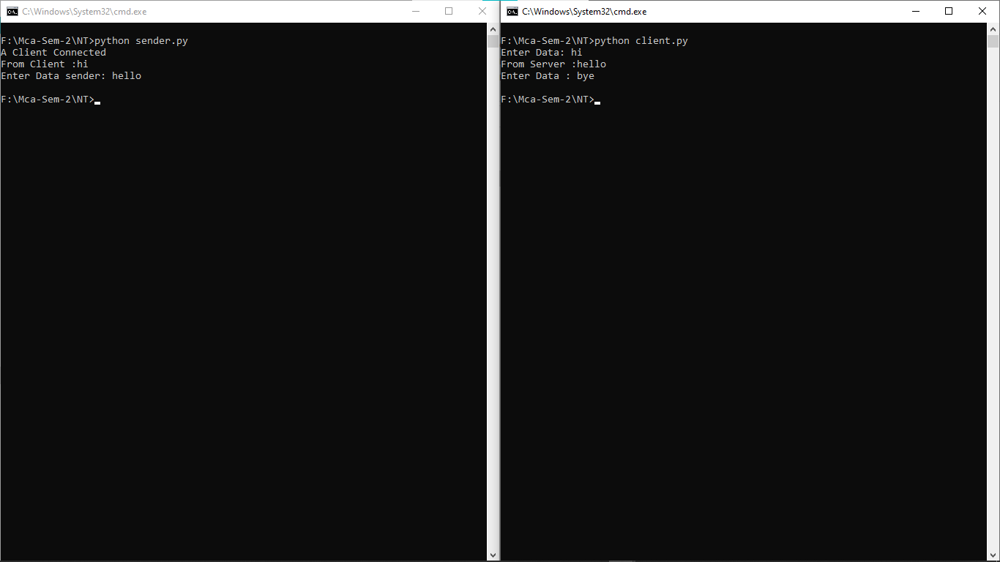 C:\Windows\System32\cmd.exe
F:\Mca-Sem-2\NT>python sender.py
A Client Connected
From Client :hi
Enter Data sender: hello
F:\Mca-Sem-2\NT>
C:\Windows\System32\cmd.exe
F:\Mca-Sem-2\NT>python client.py
Enter Data: hi
From Server :hello
Enter Data : bye
F:\Mca-Sem-2\NT>